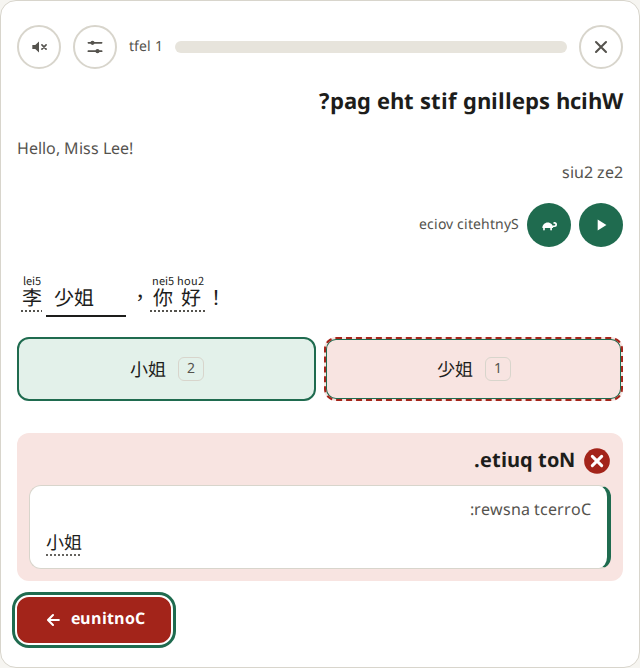 tfel 1
?pag eht stif gnilleps hcihW
Hello, Miss Lee!
siu2 ze2
eciov citehtnyS
lei5 nei5 hou2
李 少姐 ，你 好！
小姐 2
少姐 1
.etiuq toN
:rewsna tcerroC
小姐
eunitnoC